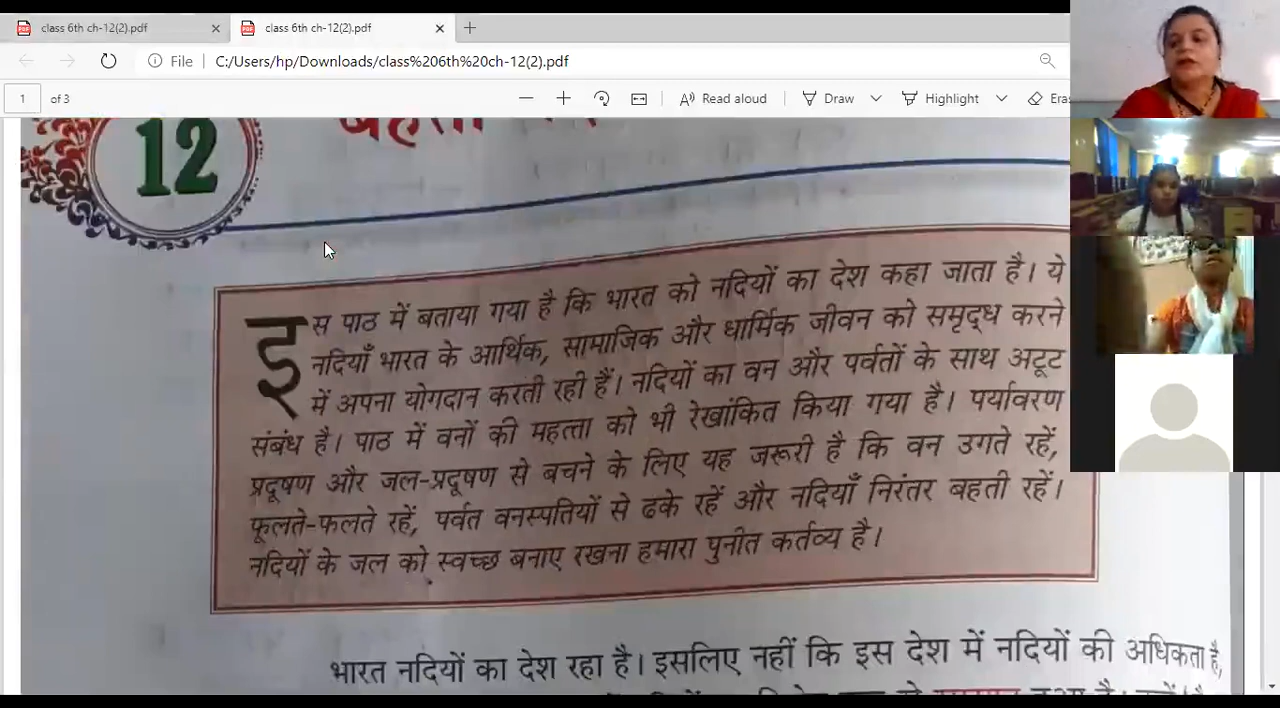 class 6th ch-12(2).pdf
class 6th ch-12(2).pdf
File C:/Users/hp/Downloads/class%206th%20ch-12(2).pdf
1 of 3 Read aloud Draw Highlight Era
12
इस पाठ में बताया गया है कि भारत को नदियों का देश कहा जाता है। ये
नदियाँ भारत के आर्थिक, सामाजिक और धार्मिक जीवन को समृद्ध करने
में अपना योगदान करती रही हैं। नदियों का वन और पर्वतों के साथ अटूट
संबंध है। पाठ में वनों की महत्ता को भी रेखांकित किया गया है। पर्यावरण
प्रदूषण और जल-प्रदूषण से बचने के लिए यह जरूरी है कि वन उगते रहें,
फूलते-फलते रहें, पर्वत वनस्पतियों से ढके रहें और नदियाँ निरंतर बहती रहें।
नदियों के जल को स्वच्छ बनाए रखना हमारा पुनीत कर्तव्य है।
भारत नदियों का देश रहा है। इसलिए नहीं कि इस देश में नदियों की अधिकता है,